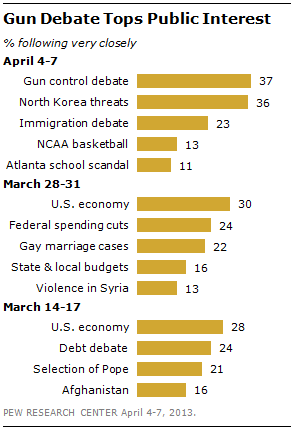 Gun Debate Tops Public Interest
% following very closely
April 4-7
Gun control debate 37
North Korea threats 36
Immigration debate 23
NCAA basketball 13
Atlanta school scandal 11
March 28-31
U.S. economy 30
Federal spending cuts 24
Gay marriage cases 22
State & local budgets 16
Violence in Syria 13
March 14-17
U.S. economy 28
Debt debate 24
Selection of Pope 21
Afghanistan 16
PEW RESEARCH CENTER April 4-7, 2013.